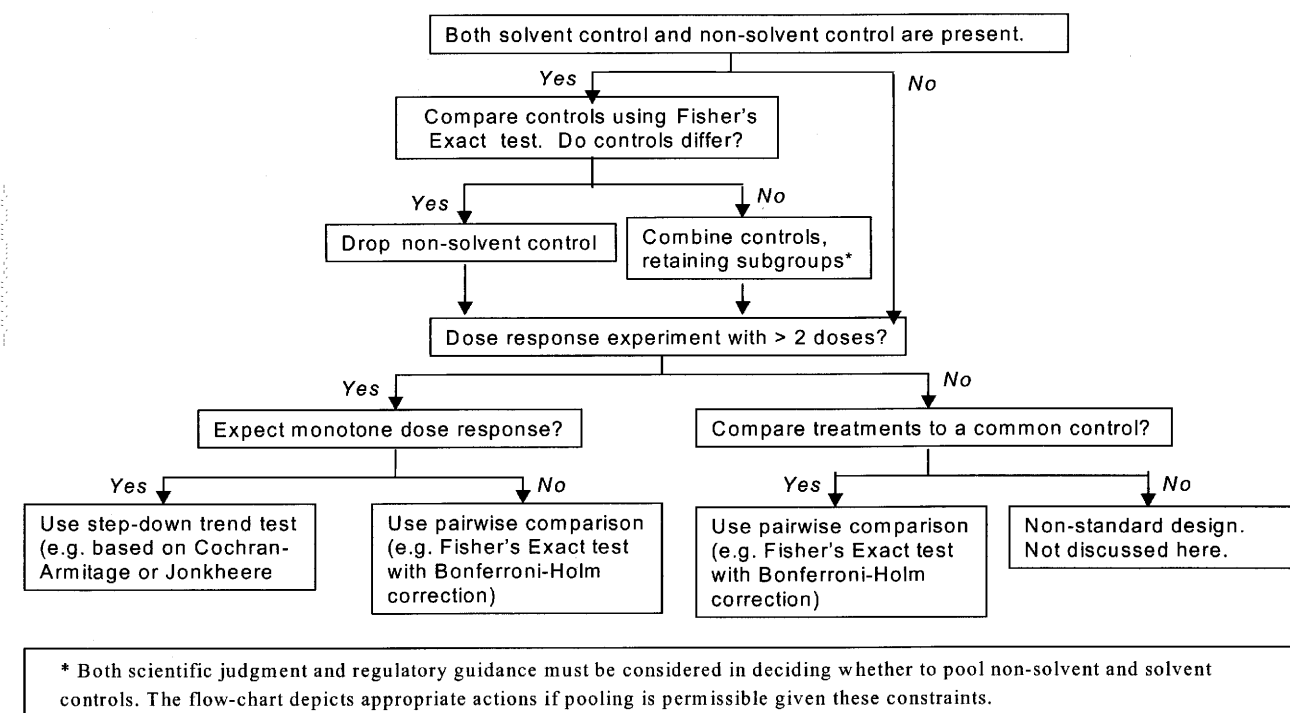 Both solvent control and non-solvent control are present.
Yes
No
Compare controls using Fisher's
Exact test. Do controls differ?
Yes
No
Drop non-solvent control
Combine controls,
retaining subgroups*
Dose response experiment with > 2 doses?
Yes
No
Expect monotone dose response?
Compare treatments to a common control?
Yes
No
Yes
No
Use step-down trend test
(e.g. based on Cochran-
Armitage or Jonkheere
Use pairwise comparison
(e.g. Fisher's Exact test
with Bonferroni-Holm
correction)
Use pairwise comparison
(e.g. Fisher's Exact test
with Bonferroni-Holm
correction)
Non-standard design.
Not discussed here.
* Both scientific judgment and regulatory guidance must be considered in deciding whether to pool non-solvent and solvent
controls. The flow-chart depicts appropriate actions if pooling is permissible given these constraints.